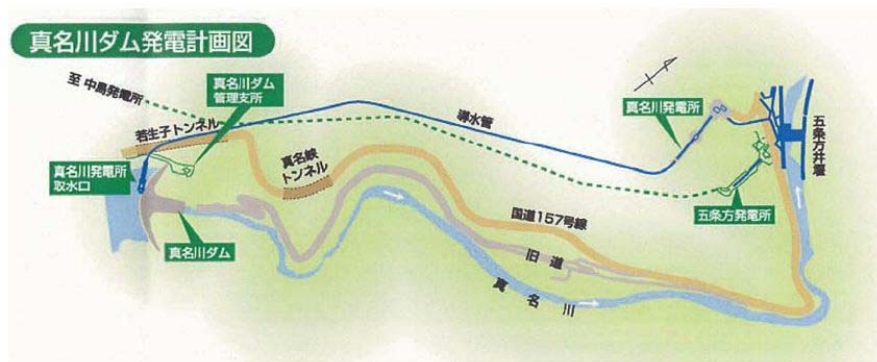 真名川ダム発電計画図
至 中島発電所
真名川ダム
管理支所
若生子トンネル
導水管
真名川発電所
五条方井堰
真名川発電所
取水口
真名峡
トンネル
五条方発電所
国道157号線
真名川ダム
旧道
真名川